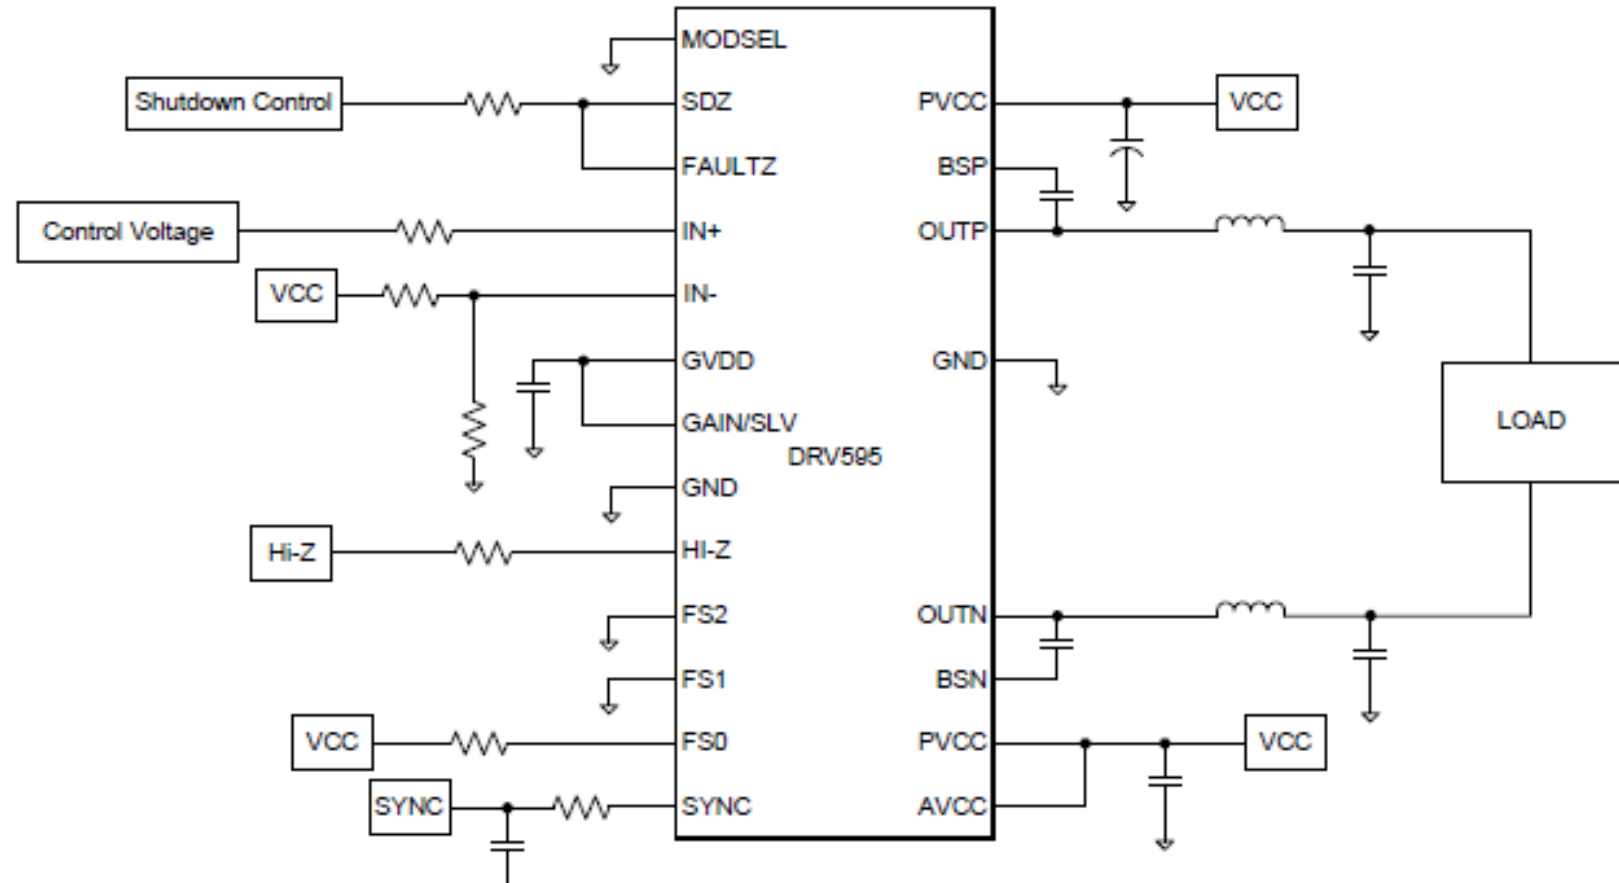 MODSEL
Shutdown Control
SDZ
PVCC
VCC
FAULTZ
BSP
Control Voltage
IN+
OUTP
VCC
IN-
GVDD
GND
GAIN/SLV
LOAD
DRV595
GND
Hi-Z
HI-Z
FS2
OUTN
FS1
BSN
VCC
FS0
PVCC
VCC
SYNC
SYNC
AVCC